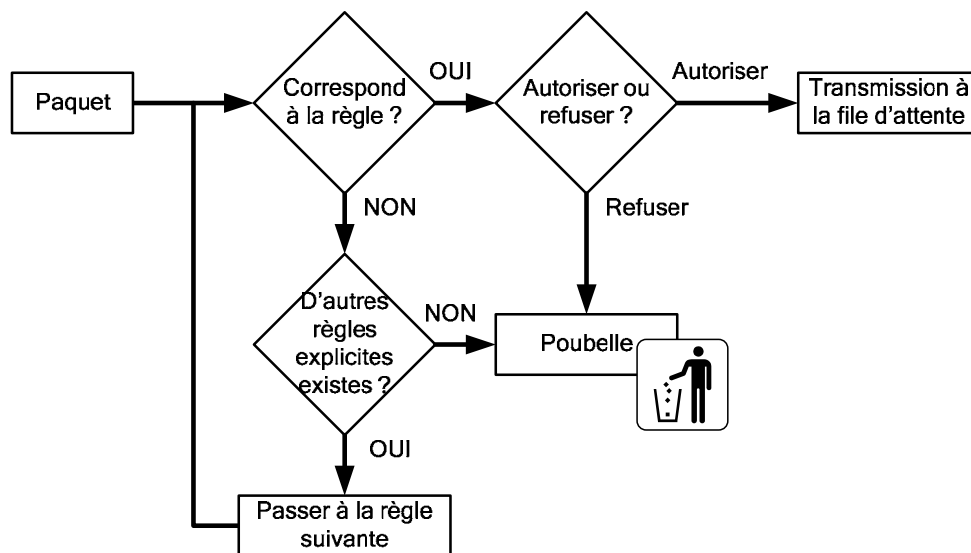 Paquet
Correspond
à la règle ?
OUI
Autoriser ou
refuser ?
Autoriser
Transmission à
la file d'attente
NON
Refuser
D'autres
règles
explicites
existes ?
NON
Poubelle
OUI
Passer à la règle
suivante